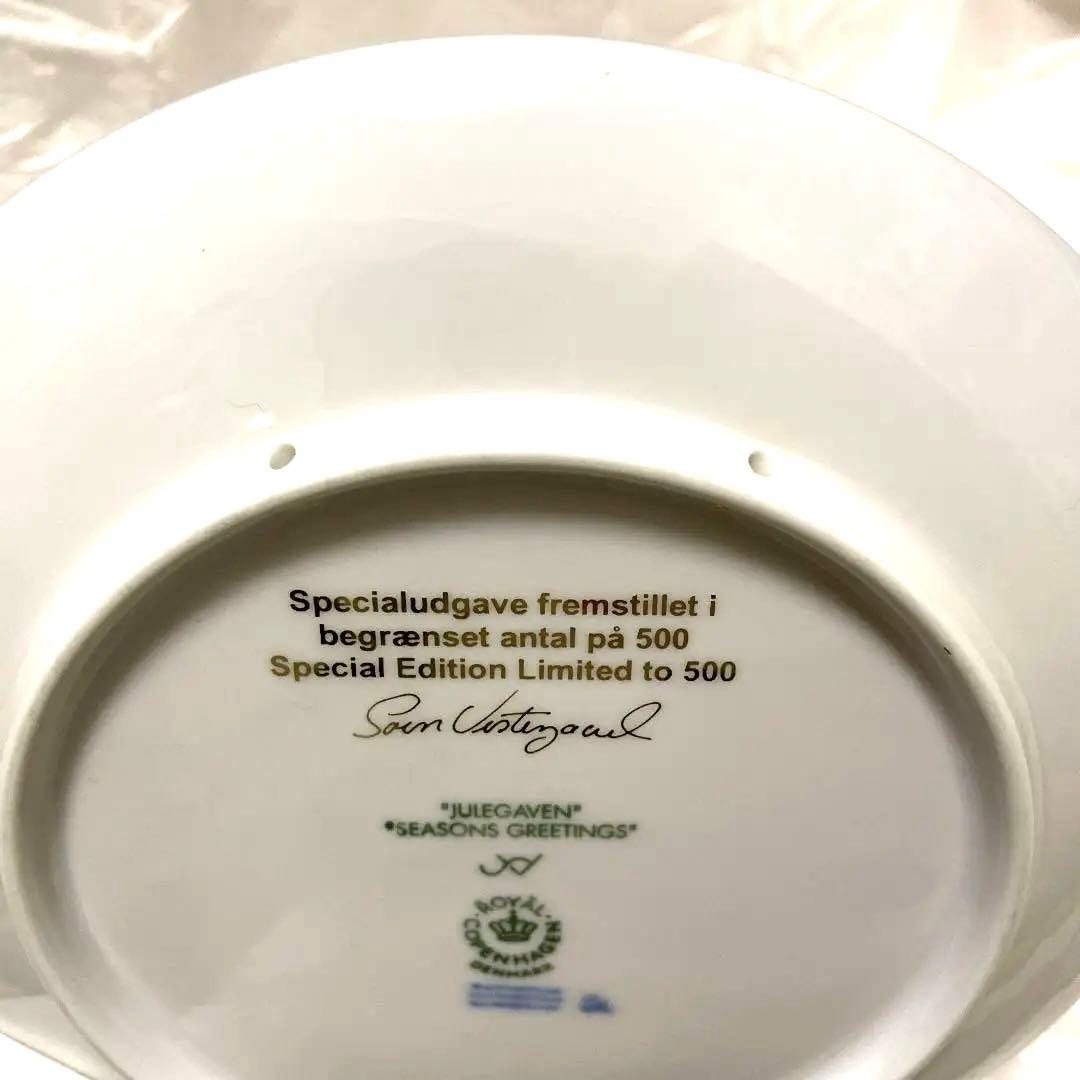 Specialudgave fremstillet i
begrænset antal på 500
Special Edition Limited to 500
"JULEGAVEN"
"SEASONS GREETINGS"
ROYAL
COPENHAGEN
DENMARK